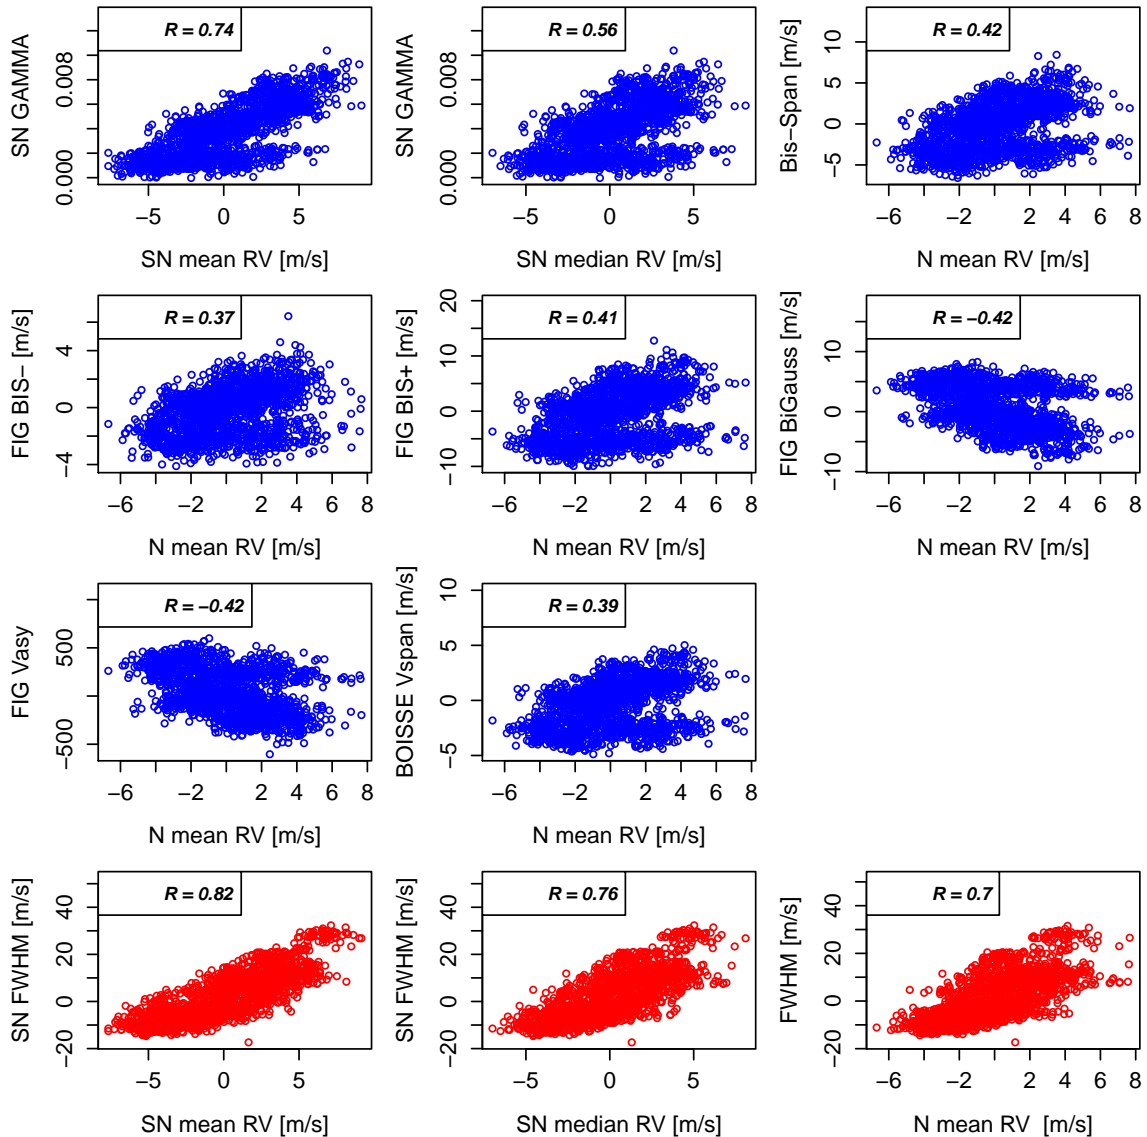 R = 0.74
SN GAMMA
0.000 0.008
−5 0 5
SN mean RV [m/s]
R = 0.56
SN GAMMA
0.000 0.008
−5 0 5
SN median RV [m/s]
R = 0.42
Bis−Span [m/s]
−5 0 5 10
−6 −2 0 2 4 6 8
N mean RV [m/s]
R = 0.37
FIG BIS− [m/s]
−4 0 4
−6 −2 0 2 4 6 8
N mean RV [m/s]
R = 0.41
FIG BIS+ [m/s]
−10 0 10 20
−6 −2 0 2 4 6 8
N mean RV [m/s]
R = −0.42
FIG BiGauss [m/s]
−10 0 10
−6 −2 0 2 4 6 8
N mean RV [m/s]
R = −0.42
FIG Vasy
−500 500
−6 −2 0 2 4 6 8
N mean RV [m/s]
R = 0.39
BOISSE Vspan [m/s]
−5 0 5 10
−6 −2 0 2 4 6 8
N mean RV [m/s]
R = 0.82
SN FWHM [m/s]
−20 0 20 40
−5 0 5
SN mean RV [m/s]
R = 0.76
SN FWHM [m/s]
−20 0 20 40
−5 0 5
SN median RV [m/s]
R = 0.7
FWHM [m/s]
−20 0 20 40
−6 −2 0 2 4 6 8
N mean RV [m/s]